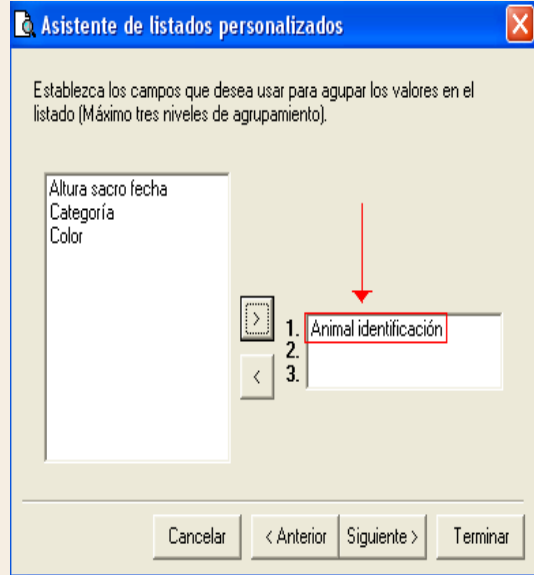 Asistente de listados personalizados
Establezca los campos que desea usar para agupar los valores en el
listado (Máximo tres niveles de agrupamiento).
Altura sacro fecha
Categoría
Color
>
<
1. Animal identificación
2.
3.
Cancelar
< Anterior
Siguiente >
Terminar